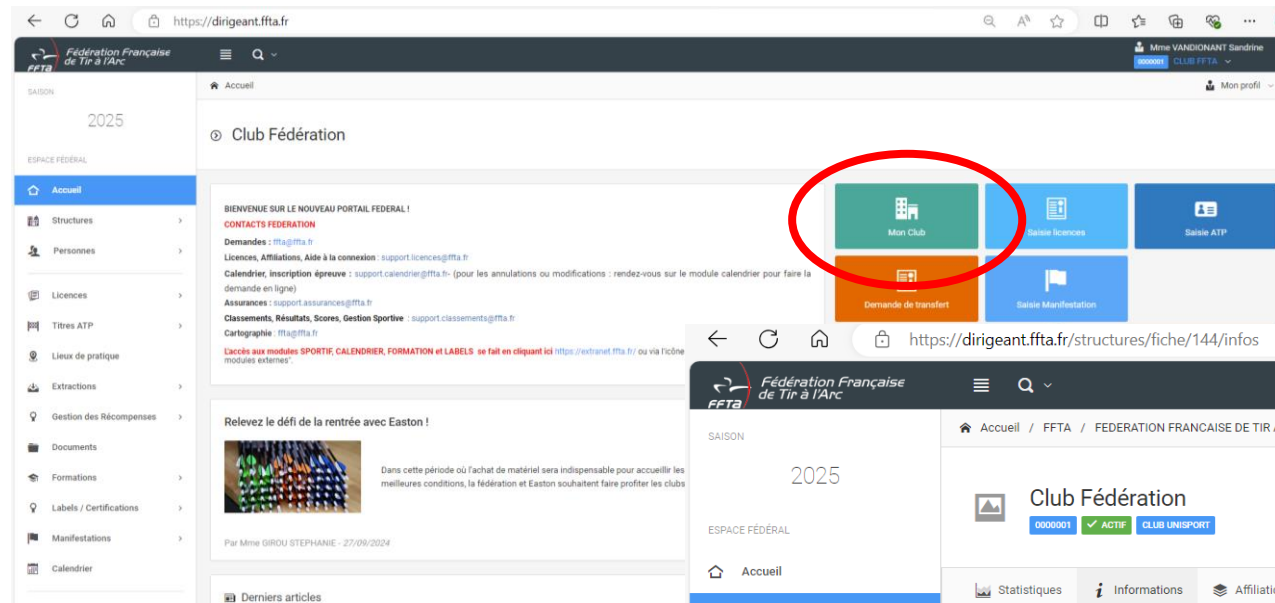 https://dirigeant.ffta.fr
Fédération Française
de Tir à l'Arc
FFTA
Mme VANDIONANT Sandrine
0000001 CLUB FFTA
SAISON
2025
ESPACE FÉDÉRAL
Accueil
Structures
Personnes
Licences
Titres ATP
Lieux de pratique
Extractions
Gestion des Récompenses
Documents
Formations
Labels / Certifications
Manifestations
Calendrier
Accueil
Mon profil
Club Fédération
BIENVENUE SUR LE NOUVEAU PORTAIL FEDERAL !
CONTACTS FEDERATION
Demandes : ffta@ffta.fr
Licences, Affiliations, Aide à la connexion : support.licences@ffta.fr
Calendrier, inscription épreuve : support.calendrier@ffta.fr- (pour les annulations ou modifications : rendez-vous sur le module calendrier pour faire la
demande en ligne)
Assurances : support.assurances@ffta.fr
Classements, Résultats, Scores, Gestion Sportive : support.classements@ffta.fr
Cartographie : ffta@ffta.fr
L'accès aux modules SPORTIF, CALENDRIER, FORMATION et LABELS se fait en cliquant ici https://extranet.ffta.fr/ ou via l'icône
modules externes".
Mon Club
Saisie licences
Saisie ATP
Demande de transfert
Saisie Manifestation
Relevez le défi de la rentrée avec Easton !
Dans cette période où l'achat de matériel sera indispensable pour accueillir les
meilleures conditions, la fédération et Easton souhaitent faire profiter les clubs
Par Mme GIROU STEPHANIE - 27/09/2024
Derniers articles
https://dirigeant.ffta.fr/structures/fiche/144/infos
Fédération Française
de Tir à l'Arc
FFTA
SAISON
2025
ESPACE FÉDÉRAL
Accueil
Accueil / FFTA / FEDERATION FRANCAISE DE TIR
Club Fédération
0000001 ACTIF CLUB UNISPORT
Statistiques Informations Affiliati